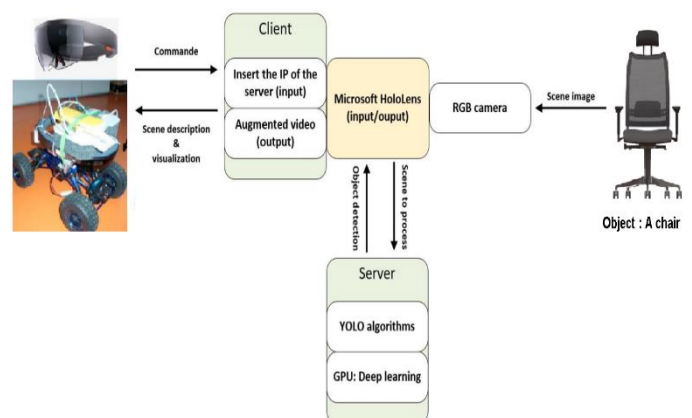 Client
Commande
Insert the IP of the
server (input)
Scene description
&
visualization
Augmented video
(output)
Microsoft HoloLens
(input/ouput)
RGB camera
Scene image
Object : A chair
Object detection
Scene to process
Server
YOLO algorithms
GPU: Deep learning